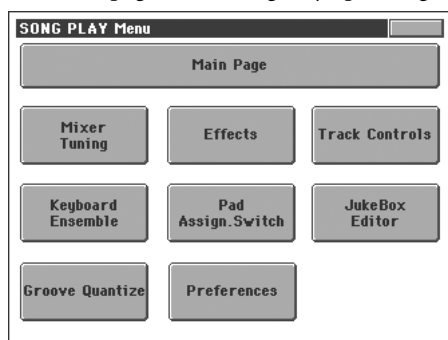 SONG PLAY Menu
Main Page
Mixer
Tuning
Effects
Track Controls
Keyboard
Ensemble
Pad
Assign.Switch
JukeBox
Editor
Groove Quantize
Preferences